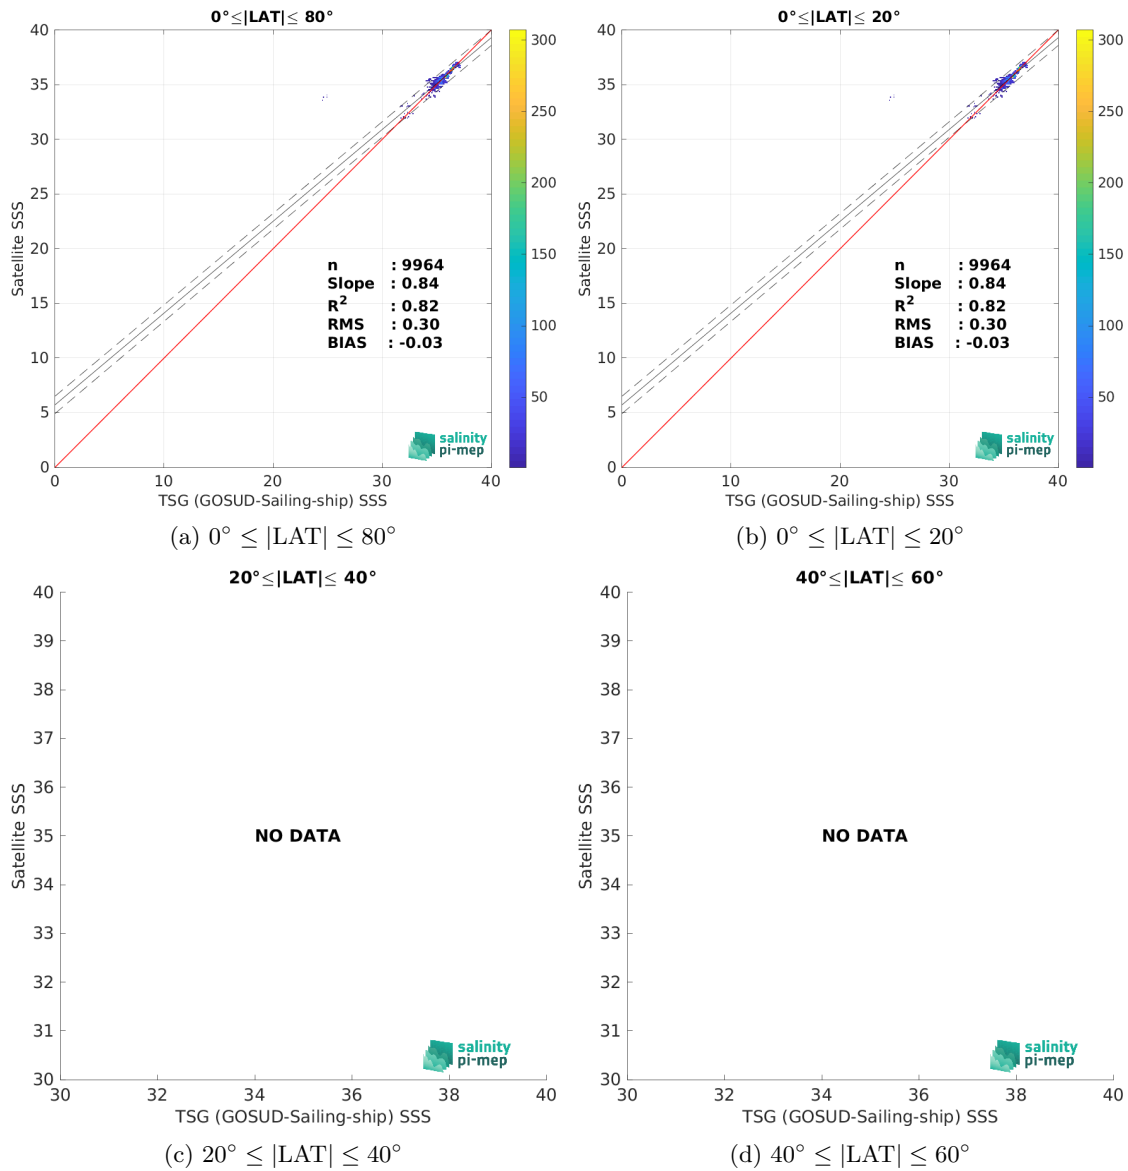 0°≤|LAT|≤ 80°
40
35
30
25
20
15
10
5
0
Satellite SSS
n : 9964
Slope : 0.84
R² : 0.82
RMS : 0.30
BIAS : -0.03
salinity
pi-mep
0 10 20 30 40
TSG (GOSUD-Sailing-ship) SSS
300
250
200
150
100
50
(a) 0° ≤ |LAT| ≤ 80°
0°≤|LAT|≤ 20°
40
35
30
25
20
15
10
5
0
Satellite SSS
n : 9964
Slope : 0.84
R² : 0.82
RMS : 0.30
BIAS : -0.03
salinity
pi-mep
0 10 20 30 40
TSG (GOSUD-Sailing-ship) SSS
300
250
200
150
100
50
(b) 0° ≤ |LAT| ≤ 20°
20°≤|LAT|≤ 40°
40
39
38
37
36
35
34
33
32
31
30
Satellite SSS
NO DATA
salinity
pi-mep
30 32 34 36 38 40
TSG (GOSUD-Sailing-ship) SSS
(c) 20° ≤ |LAT| ≤ 40°
40°≤|LAT|≤ 60°
40
39
38
37
36
35
34
33
32
31
30
Satellite SSS
NO DATA
salinity
pi-mep
30 32 34 36 38 40
TSG (GOSUD-Sailing-ship) SSS
(d) 40° ≤ |LAT| ≤ 60°